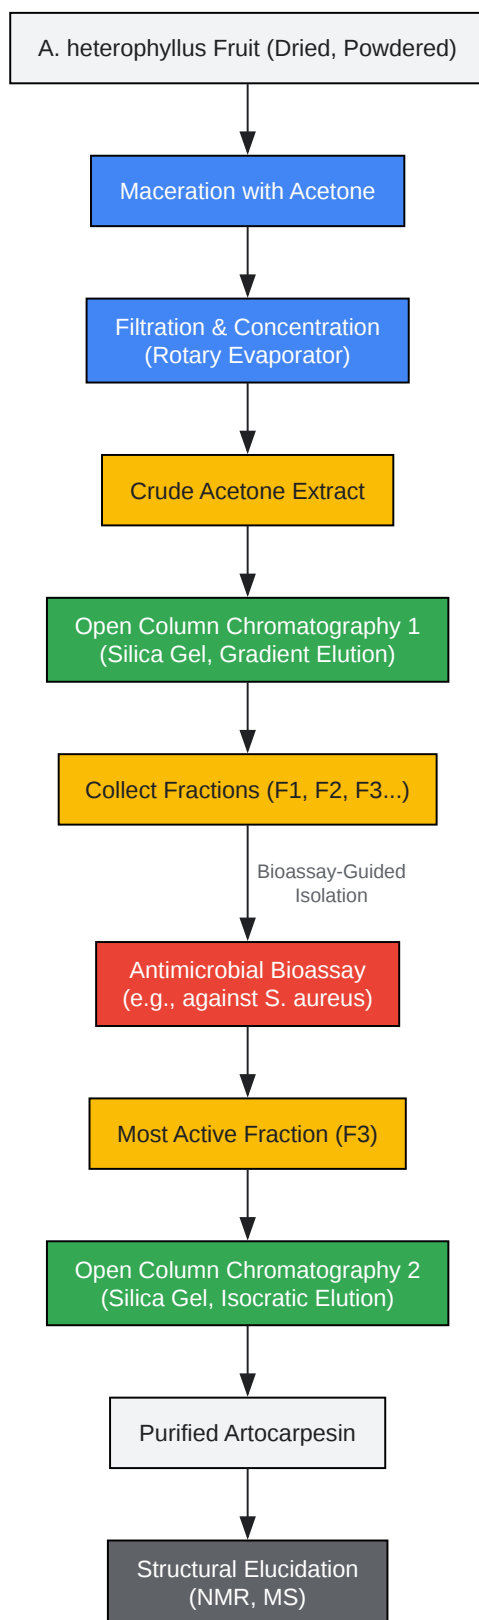 A. heterophyllus Fruit (Dried, Powdered)
Maceration with Acetone
Filtration & Concentration
(Rotary Evaporator)
Crude Acetone Extract
Open Column Chromatography 1
(Silica Gel, Gradient Elution)
Collect Fractions (F1, F2, F3...)
Bioassay-Guided
Isolation
Antimicrobial Bioassay
(e.g., against S. aureus)
Most Active Fraction (F3)
Open Column Chromatography 2
(Silica Gel, Isocratic Elution)
Purified Artocarpesin
Structural Elucidation
(NMR, MS)